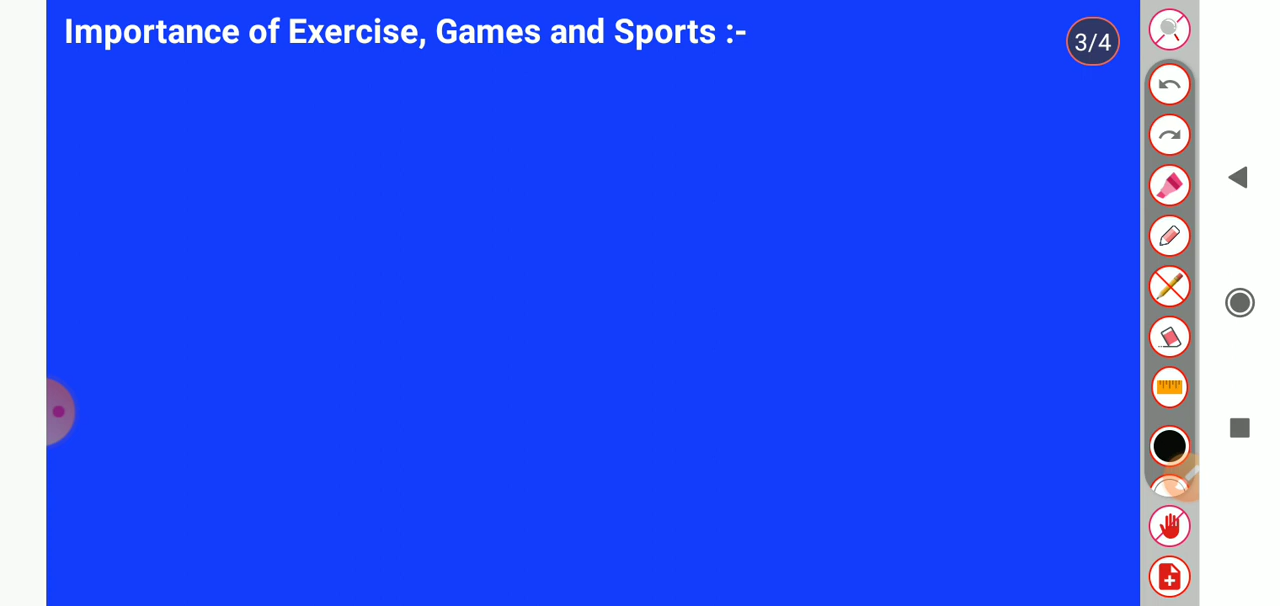 Importance of Exercise, Games and Sports :-
3/4